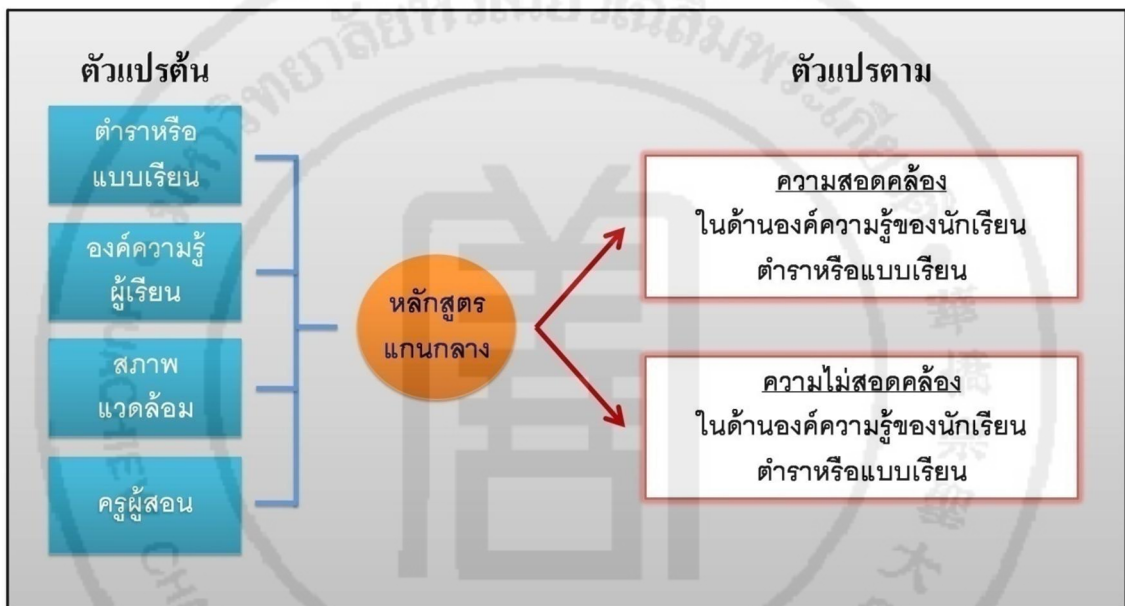 ตัวแปรต้น
ตำราหรือ
แบบเรียน
องค์ความรู้
ผู้เรียน
สภาพ
แวดล้อม
ครูผู้สอน
หลักสูตร
แกนกลาง
ตัวแปรตาม
ความสอดคล้อง
ในด้านองค์ความรู้ของนักเรียน
ตำราหรือแบบเรียน
ความไม่สอดคล้อง
ในด้านองค์ความรู้ของนักเรียน
ตำราหรือแบบเรียน